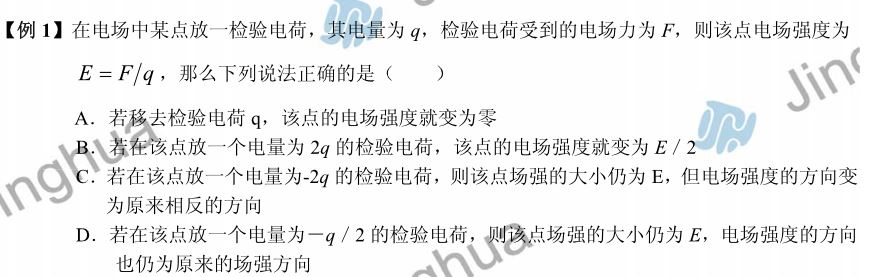 【例 1】在电场中某点放一检验电荷，其电量为 q，检验电荷受到的电场力为 F，则该点电场强度为
E = F/q，那么下列说法正确的是（　　）
A．若移去检验电荷 q，该点的电场强度就变为零
B．若在该点放一个电量为 2q 的检验电荷，该点的电场强度就变为 E / 2
C．若在该点放一个电量为-2q 的检验电荷，则该点场强的大小仍为 E，但电场强度的方向变
为原来相反的方向
D．若在该点放一个电量为－q / 2 的检验电荷，则该点场强的大小仍为 E，电场强度的方向
也仍为原来的场强方向
Jing
inghua
ghua